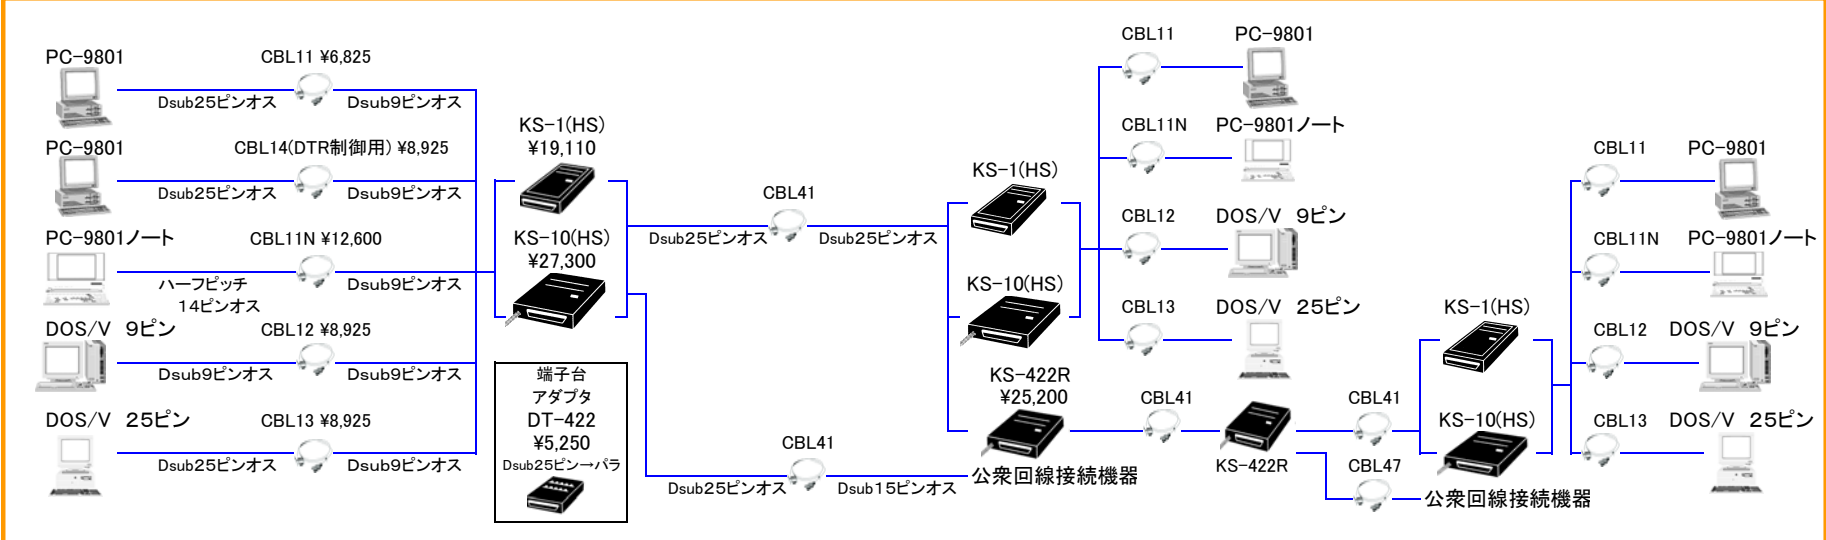 PC-9801
CBL11 ¥6,825
Dsub25ピンオス
Dsub9ピンオス
PC-9801
CBL14(DTR制御用) ¥8,925
Dsub25ピンオス
Dsub9ピンオス
PC-9801ノート
CBL11N ¥12,600
ハーフピッチ
14ピンオス
Dsub9ピンオス
DOS/V 9ピン
CBL12 ¥8,925
Dsub9ピンオス
Dsub9ピンオス
DOS/V 25ピン
CBL13 ¥8,925
Dsub25ピンオス
Dsub9ピンオス
KS-1(HS)
¥19,110
KS-10(HS)
¥27,300
端子台
アダプタ
DT-422
¥5,250
Dsub25ピン→パラ
CBL41
Dsub25ピンオス
Dsub25ピンオス
CBL41
Dsub25ピンオス
Dsub15ピンオス
公衆回線接続機器
KS-1(HS)
KS-10(HS)
KS-422R
¥25,200
CBL11
PC-9801
CBL11N
PC-9801ノート
CBL12
DOS/V 9ピン
CBL13
DOS/V 25ピン
CBL41
KS-422R
CBL41
CBL47
公衆回線接続機器
KS-1(HS)
KS-10(HS)
CBL11
PC-9801
CBL11N
PC-9801ノート
CBL12
DOS/V 9ピン
CBL13
DOS/V 25ピン